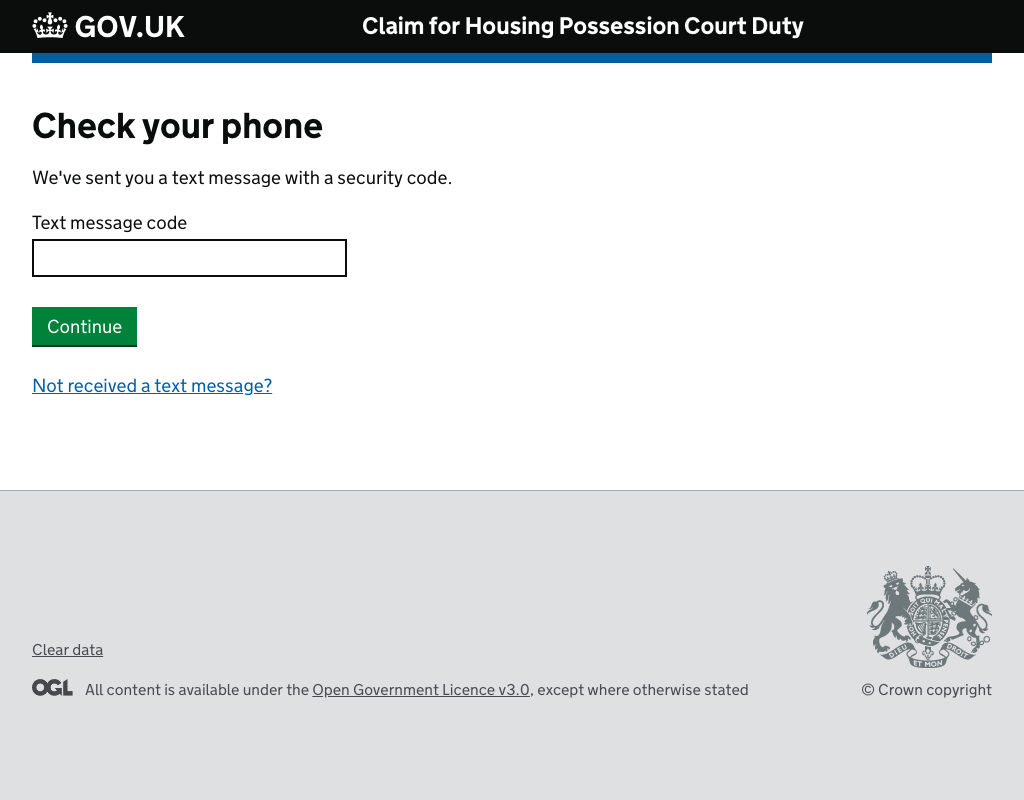 GOV.UK
Claim for Housing Possession Court Duty
Check your phone
We've sent you a text message with a security code.
Text message code
Continue
Not received a text message?
Clear data
OGL All content is available under the Open Government Licence v3.0, except where otherwise stated
DIEU ET MON DROIT
© Crown copyright